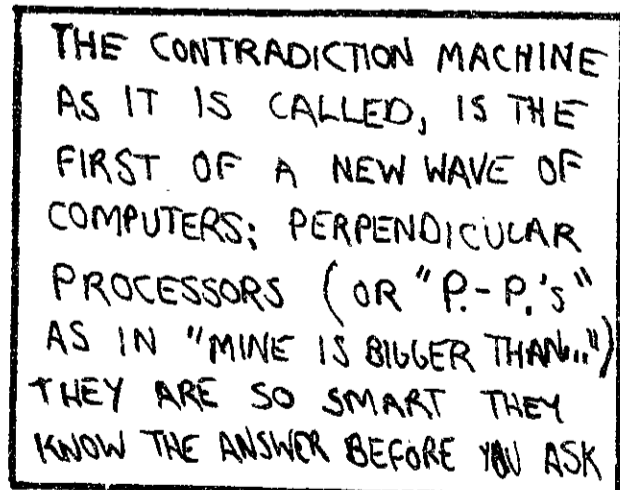 THE CONTRADICTION MACHINE
AS IT IS CALLED, IS THE
FIRST OF A NEW WAVE OF
COMPUTERS; PERPENDICULAR
PROCESSORS (OR "P.-P.'s"
AS IN "MINE IS BIGGER THAN..")
THEY ARE SO SMART THEY
KNOW THE ANSWER BEFORE YOU ASK